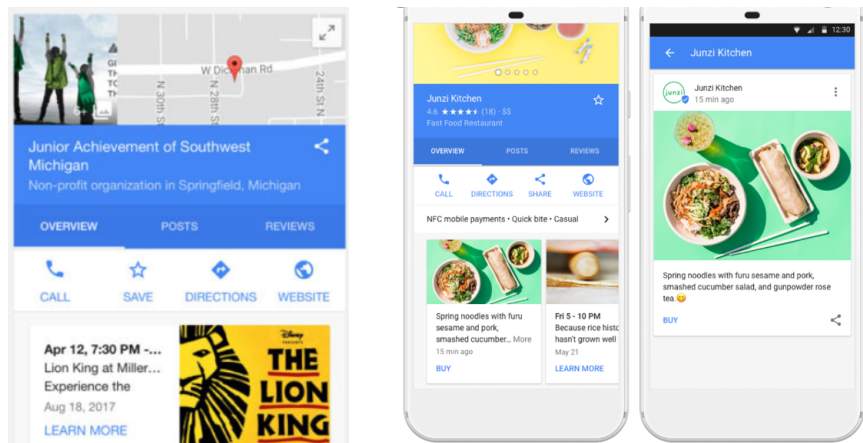 W Dickman Rd
N 30th S
N 28th S
24th St N
6+
Junior Achievement of Southwest
Michigan
Non-profit organization in Springfield, Michigan
OVERVIEW
POSTS
REVIEWS
CALL
SAVE
DIRECTIONS
WEBSITE
Apr 12, 7:30 PM -...
Lion King at Miller...
Experience the
Aug 18, 2017
LEARN MORE
Disney
PRESENTS
THE
LION
KING
Junzi Kitchen
4.6 ★★★★★ (18) · $$
Fast Food Restaurant
OVERVIEW
POSTS
REVIEWS
CALL
DIRECTIONS
SHARE
WEBSITE
NFC mobile payments • Quick bite • Casual
Spring noodles with furu
sesame and pork,
smashed cucumber... More
15 min ago
BUY
Fri 5 - 10 PM
Because rice histo
hasn't grown well
May 21
LEARN MORE
12:30
Junzi Kitchen
junzi
Junzi Kitchen
15 min ago
Spring noodles with furu sesame and pork,
smashed cucumber salad, and gunpowder rose
tea.😋
BUY